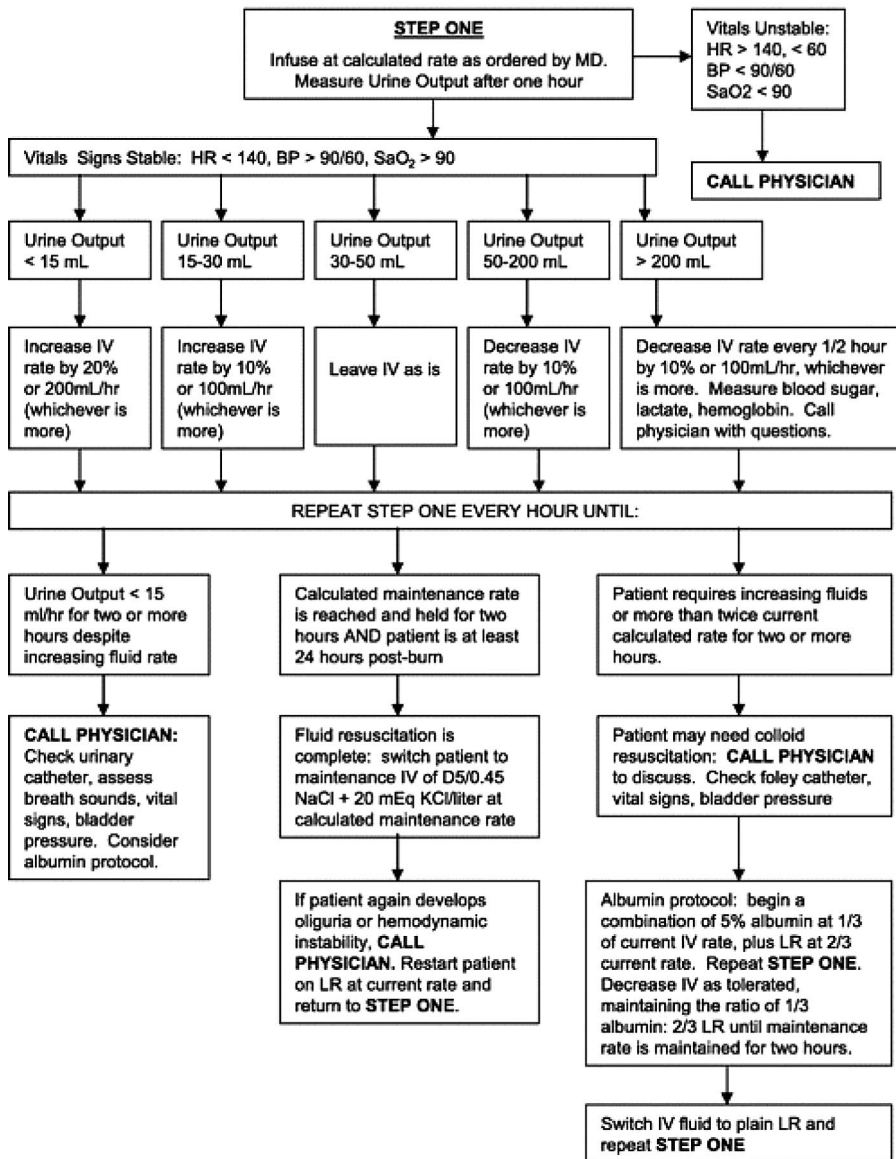 STEP ONE
Infuse at calculated rate as ordered by MD.
Measure Urine Output after one hour
Vitals Unstable:
HR > 140, < 60
BP < 90/60
SaO2 < 90
CALL PHYSICIAN
Vitals Signs Stable: HR < 140, BP > 90/60, SaO₂ > 90
Urine Output
< 15 mL
Urine Output
15-30 mL
Urine Output
30-50 mL
Urine Output
50-200 mL
Urine Output
> 200 mL
Increase IV
rate by 20%
or 200mL/hr
(whichever is
more)
Increase IV
rate by 10%
or 100mL/hr
(whichever is
more)
Leave IV as is
Decrease IV
rate by 10%
or 100mL/hr
(whichever is
more)
Decrease IV rate every 1/2 hour
by 10% or 100mL/hr, whichever
is more. Measure blood sugar,
lactate, hemoglobin. Call
physician with questions.
REPEAT STEP ONE EVERY HOUR UNTIL:
Urine Output < 15
ml/hr for two or more
hours despite
increasing fluid rate
CALL PHYSICIAN:
Check urinary
catheter, assess
breath sounds, vital
signs, bladder
pressure. Consider
albumin protocol.
Calculated maintenance rate
is reached and held for two
hours AND patient is at least
24 hours post-burn
Fluid resuscitation is
complete: switch patient to
maintenance IV of D5/0.45
NaCl + 20 mEq KCl/liter at
calculated maintenance rate
If patient again develops
oliguria or hemodynamic
instability, CALL
PHYSICIAN. Restart patient
on LR at current rate and
return to STEP ONE.
Patient requires increasing fluids
or more than twice current
calculated rate for two or more
hours.
Patient may need colloid
resuscitation: CALL PHYSICIAN
to discuss. Check foley catheter,
vital signs, bladder pressure
Albumin protocol: begin a
combination of 5% albumin at 1/3
of current IV rate, plus LR at 2/3
current rate. Repeat STEP ONE.
Decrease IV as tolerated,
maintaining the ratio of 1/3
albumin: 2/3 LR until maintenance
rate is maintained for two hours.
Switch IV fluid to plain LR and
repeat STEP ONE